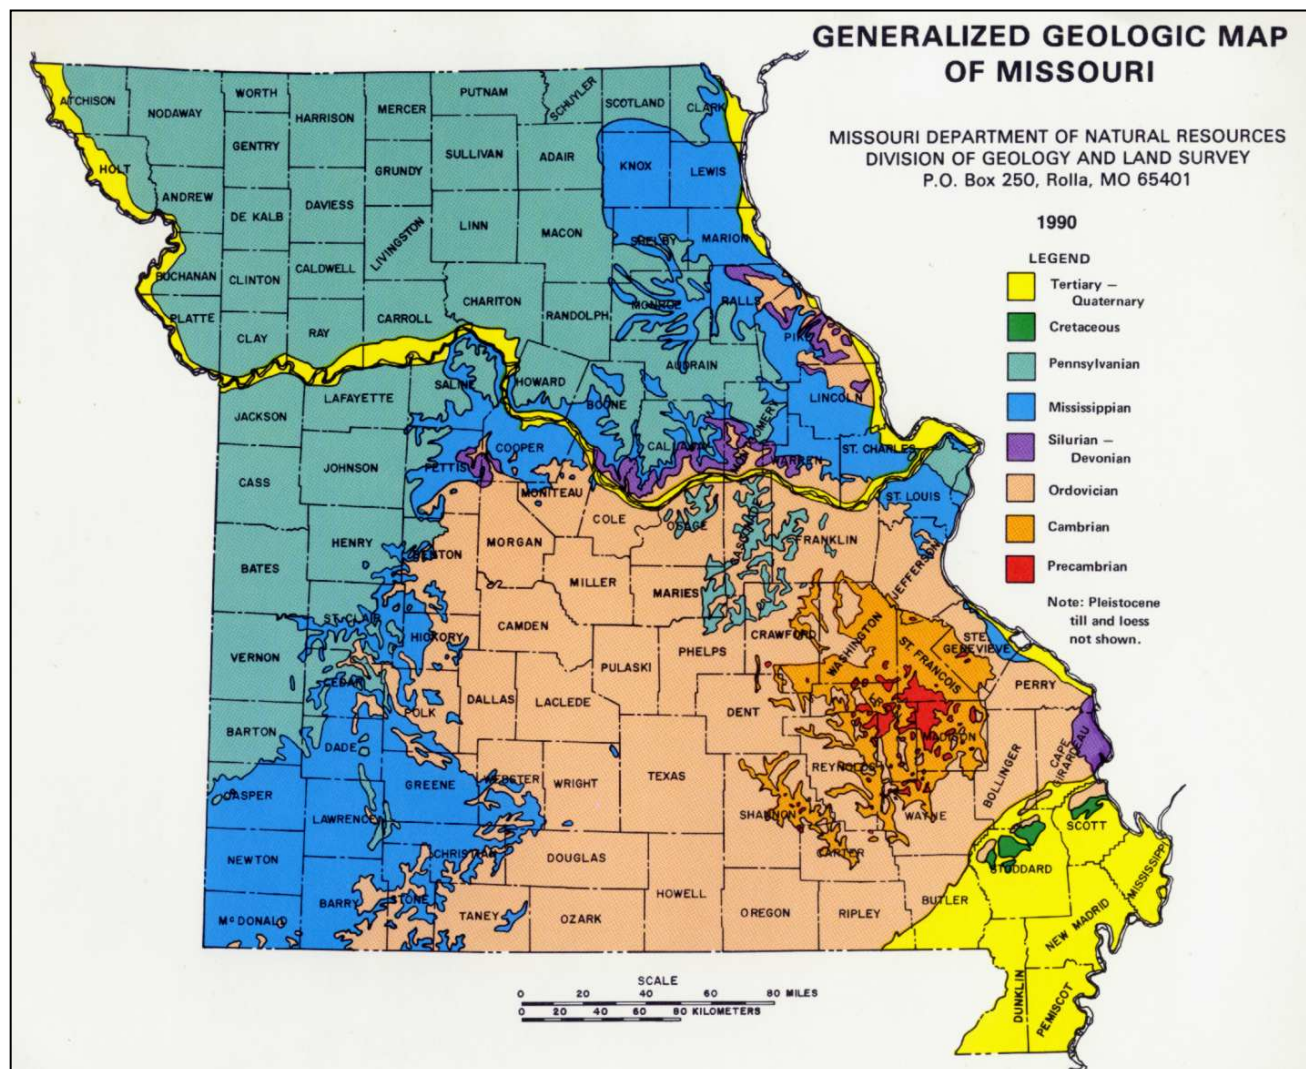 GENERALIZED GEOLOGIC MAP
OF MISSOURI
MISSOURI DEPARTMENT OF NATURAL RESOURCES
DIVISION OF GEOLOGY AND LAND SURVEY
P.O. Box 250, Rolla, MO 65401
1990
LEGEND
Tertiary —
Quaternary
Cretaceous
Pennsylvanian
Mississippian
Silurian —
Devonian
Ordovician
Cambrian
Precambrian
Note: Pleistocene
till and loess
not shown.
ATCHISON
NODAWAY
WORTH
HARRISON
MERCER
PUTNAM
SCHUYLER
SCOTLAND
CLARK
HOLT
GENTRY
GRUNDY
SULLIVAN
ADAIR
KNOX
LEWIS
ANDREW
DE KALB
DAVIESS
LIVINGSTON
LINN
MACON
SHELBY
MARION
BUCHANAN
CLINTON
CALDWELL
CHARITON
RANDOLPH
MONROE
RALLS
PLATTE
CLAY
RAY
CARROLL
PIKE
AUDRAIN
LAFAYETTE
SALINE
HOWARD
BOONE
LINCOLN
JACKSON
COOPER
CALLAWAY
MONTGOMERY
WARREN
ST. CHARLES
CASS
JOHNSON
PETTIS
MONITEAU
COLE
OSAGE
GASCONADE
FRANKLIN
ST. LOUIS
BATES
HENRY
BENTON
MORGAN
MILLER
MARIES
JEFFERSON
VERNON
ST. CLAIR
HICKORY
CAMDEN
PULASKI
PHELPS
CRAWFORD
WASHINGTON
ST. FRANCOIS
STE.
GENEVIEVE
PERRY
CEDAR
POLK
DALLAS
LACLEDE
DENT
BARTON
DADE
MADISON
BOLLINGER
CAPE
GIRARDEAU
JASPER
GREENE
WEBSTER
WRIGHT
TEXAS
REYNOLDS
LAWRENCE
SHANNON
WAYNE
SCOTT
NEWTON
CHRISTIAN
DOUGLAS
CARTER
STODDARD
MISSISSIPPI
McDONALD
BARRY
STONE
TANEY
OZARK
HOWELL
OREGON
RIPLEY
BUTLER
NEW MADRID
DUNKLIN
PEMISCOT
SCALE
0 20 40 60 80 MILES
0 20 40 60 80 KILOMETERS